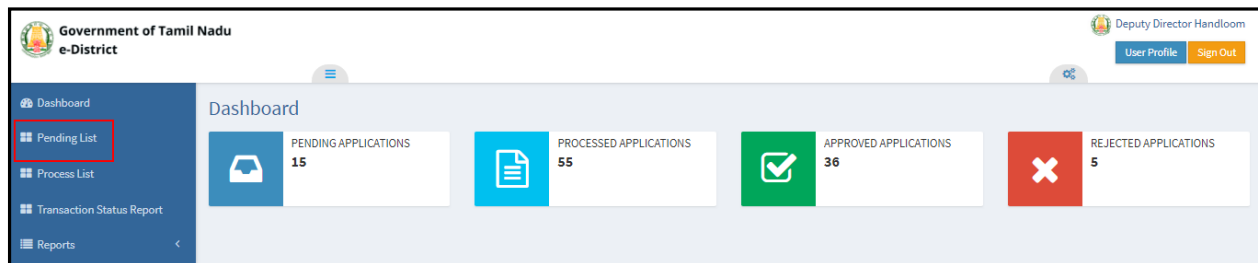 Government of Tamil Nadu
e-District
Deputy Director Handloom
User Profile
Sign Out
Dashboard
Pending List
Process List
Transaction Status Report
Reports
Dashboard
PENDING APPLICATIONS
15
PROCESSED APPLICATIONS
55
APPROVED APPLICATIONS
36
REJECTED APPLICATIONS
5